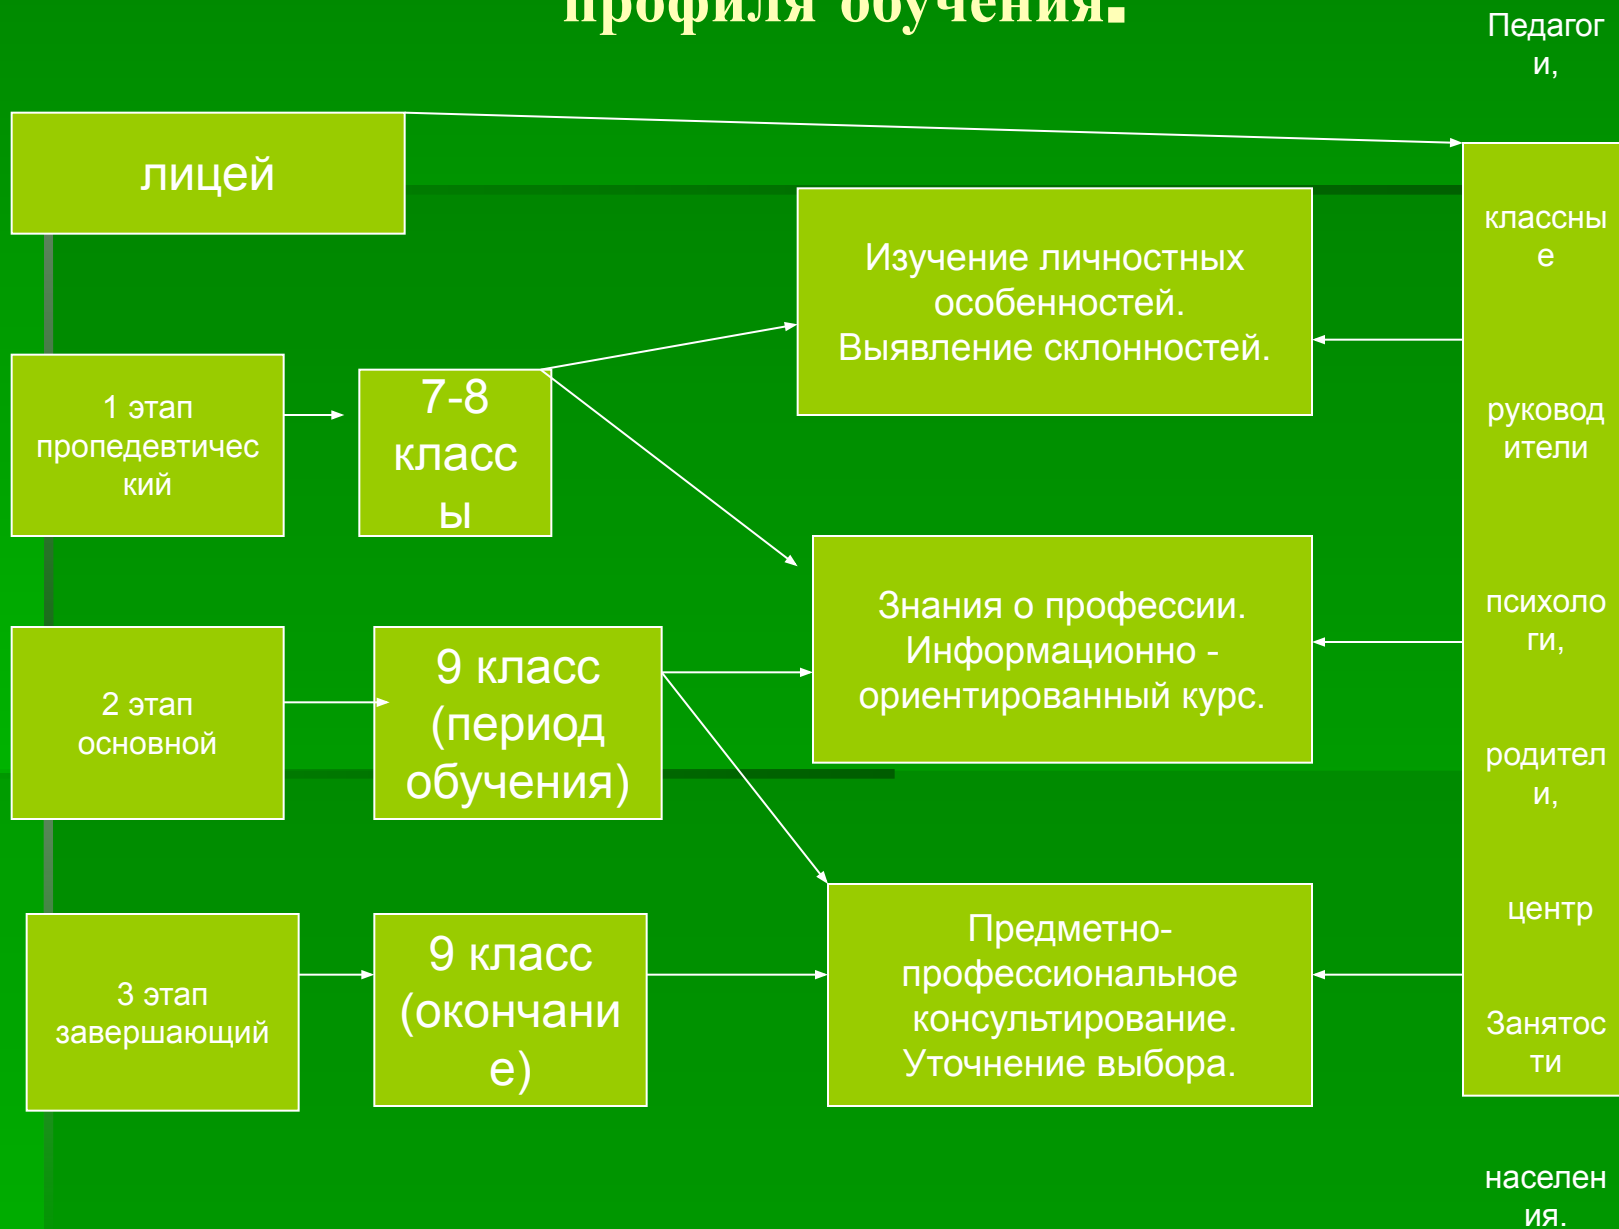 профиля обучения.
лицей
1 этап
пропедевтичес
кий
7-8
класс
ы
Изучение личностных
особенностей.
Выявление склонностей.
2 этап
основной
9 класс
(период
обучения)
Знания о профессии.
Информационно -
ориентированный курс.
3 этап
завершающий
9 класс
(окончани
е)
Предметно-
профессиональное
консультирование.
Уточнение выбора.
Педагог
и,
классны
е
руковод
ители
психоло
ги,
родител
и,
центр
Занятос
ти
населен
ия.